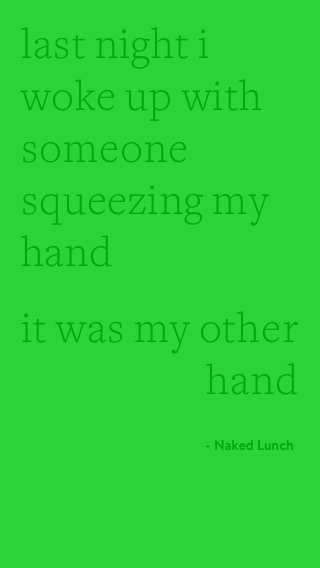 last night i
woke up with
someone
squeezing my
hand
it was my other
hand
- Naked Lunch